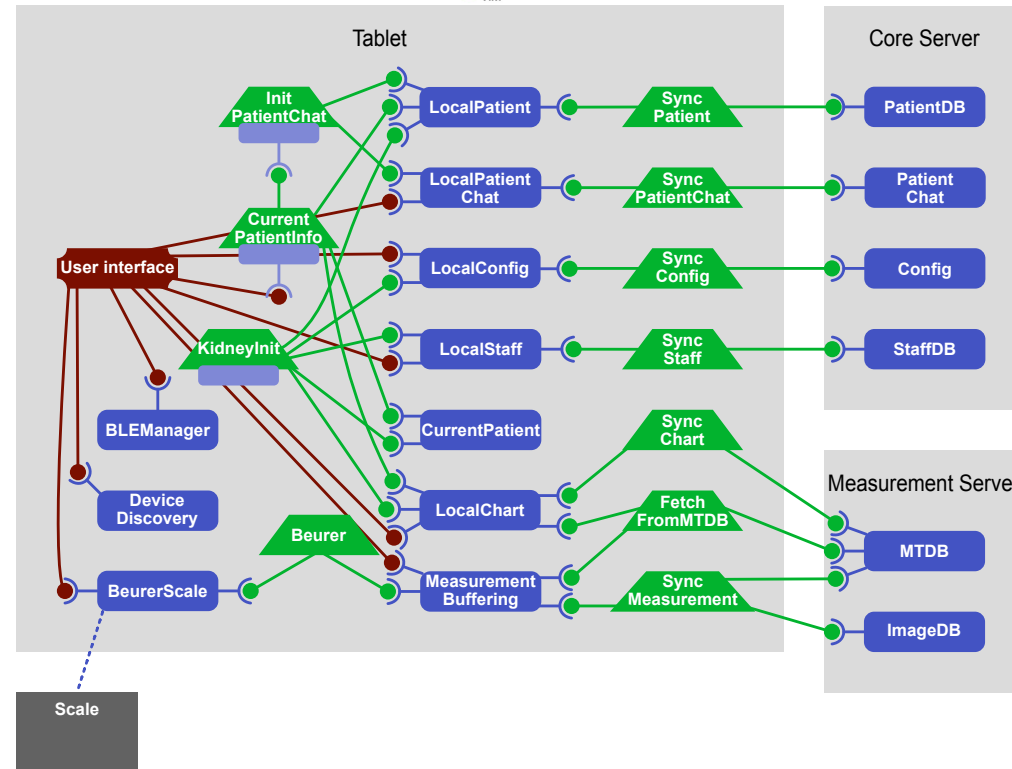 Tablet
Core Server
Init
PatientChat
LocalPatient
Sync
Patient
PatientDB
LocalPatient
Chat
Sync
PatientChat
Patient
Chat
Current
PatientInfo
User interface
LocalConfig
Sync
Config
Config
KidneyInit
LocalStaff
Sync
Staff
StaffDB
BLEManager
CurrentPatient
Sync
Chart
Device
Discovery
LocalChart
Fetch
FromMTDB
Measurement Serve
Beurer
MTDB
BeurerScale
Measurement
Buffering
Sync
Measurement
ImageDB
Scale